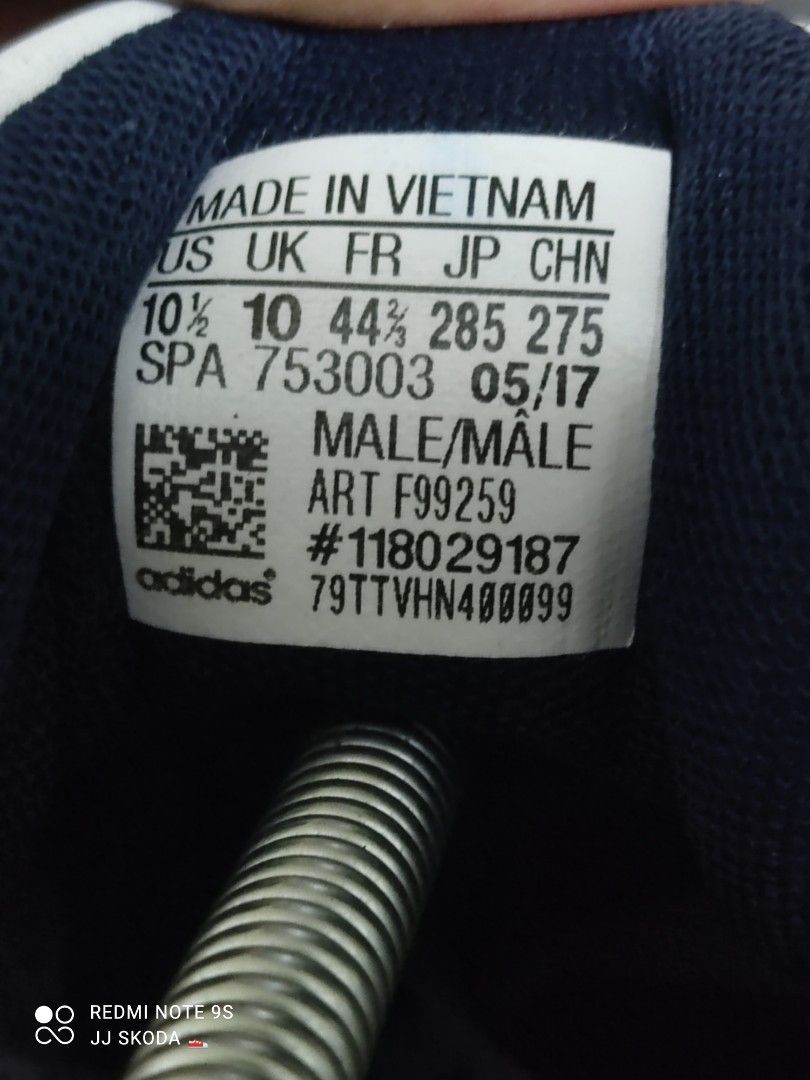 MADE IN VIETNAM
US UK FR JP CHN
10½ 10 44⅔ 285 275
SPA 753003 05/17
MALE/MÂLE
ART F99259
#118029187
adidas® 79TTVHN400099
REDMI NOTE 9S
JJ SKODA 👟